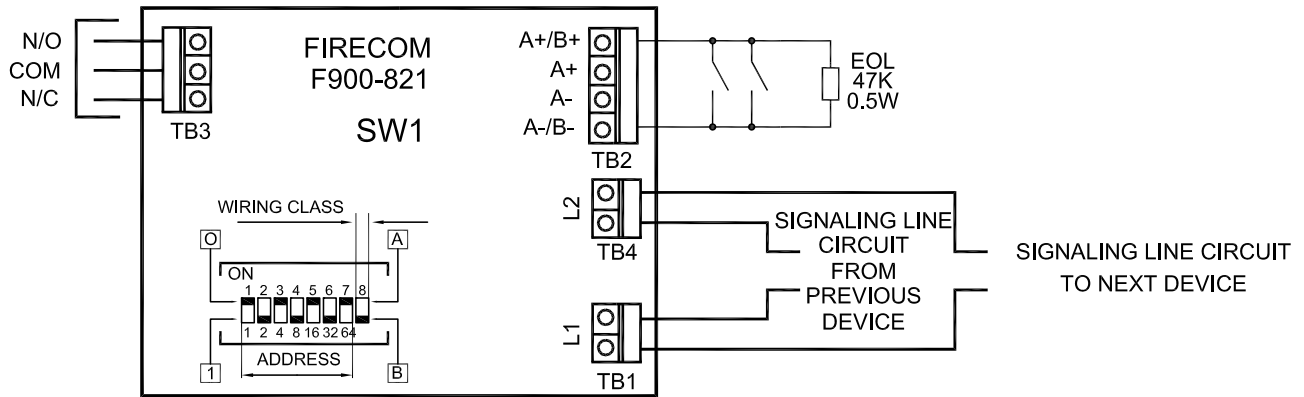 N/O
COM
N/C
TB3
FIRECOM
F900-821
SW1
A+/B+
A+
A-
A-/B-
TB2
EOL
47K
0.5W
L2
TB4
L1
TB1
SIGNALING LINE
CIRCUIT
FROM
PREVIOUS
DEVICE
SIGNALING LINE CIRCUIT
TO NEXT DEVICE
WIRING CLASS
O
A
ON
1 2 3 4 5 6 7 8
1 2 4 8 16 32 64
ADDRESS
1
B